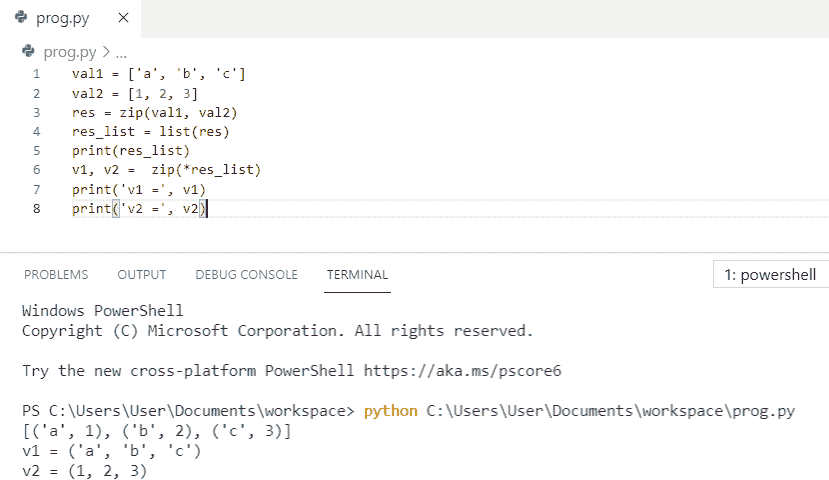 prog.py ×
prog.py > ...
1 val1 = ['a', 'b', 'c']
2 val2 = [1, 2, 3]
3 res = zip(val1, val2)
4 res_list = list(res)
5 print(res_list)
6 v1, v2 =  zip(*res_list)
7 print('v1 =', v1)
8 print('v2 =', v2)
PROBLEMS OUTPUT DEBUG CONSOLE TERMINAL 1: powershell
Windows PowerShell
Copyright (C) Microsoft Corporation. All rights reserved.
Try the new cross-platform PowerShell https://aka.ms/pscore6
PS C:\Users\User\Documents\workspace> python C:\Users\User\Documents\workspace\prog.py
[('a', 1), ('b', 2), ('c', 3)]
v1 = ('a', 'b', 'c')
v2 = (1, 2, 3)